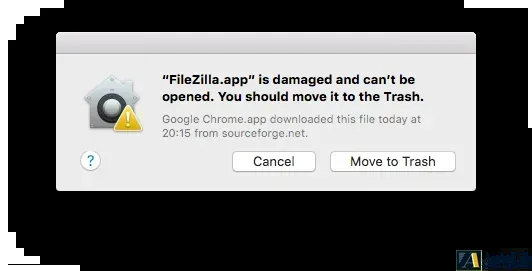 “FileZilla.app“ is damaged and can’t be
opened. You should move it to the Trash.
Google Chrome.app downloaded this file today at
20:15 from sourceforge.net.
?
Cancel
Move to Trash